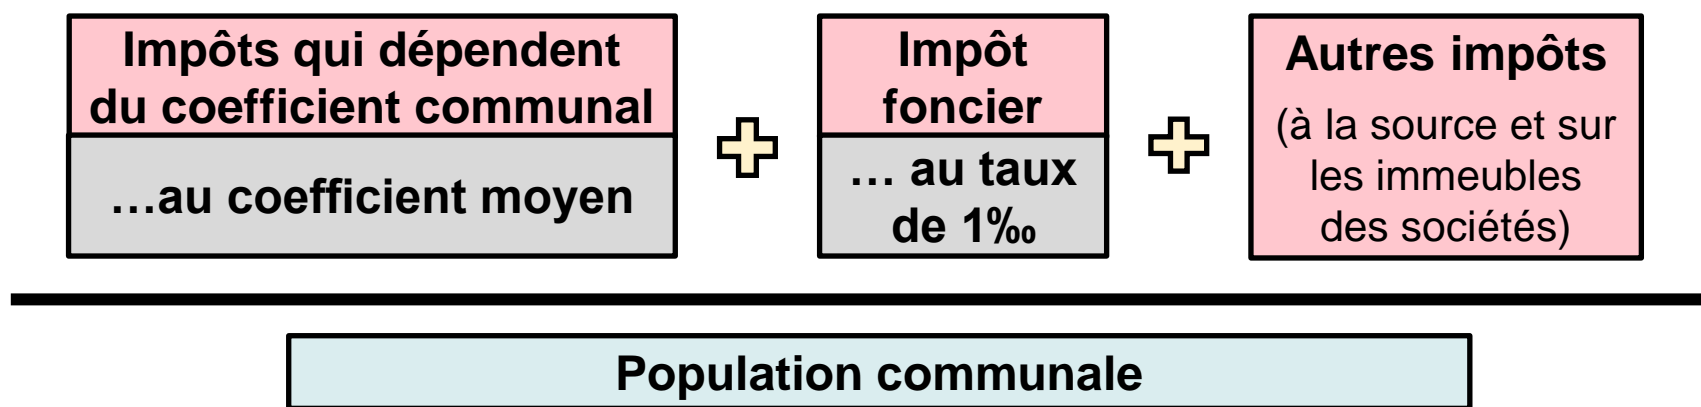 Impôts qui dépendent
du coefficient communal
…au coefficient moyen
Impôt
foncier
… au taux
de 1‰
Autres impôts
(à la source et sur
les immeubles
des sociétés)
Population communale